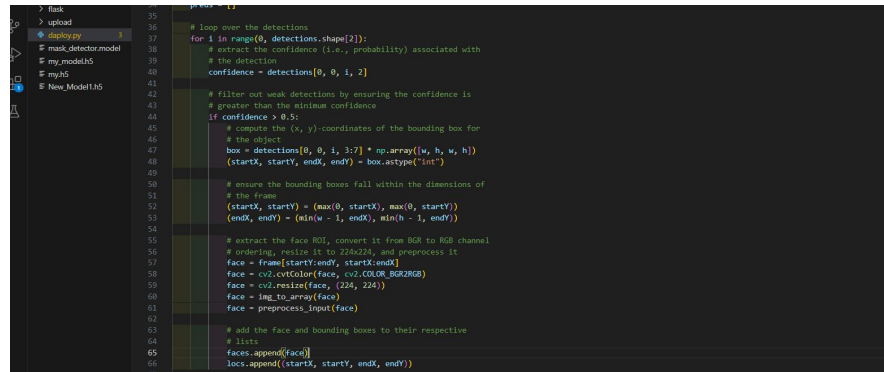 flask
upload
daploy.py 3
mask_detector.model
my_model.h5
my.h5
New_Model1.h5
34 preds = []
35
36 # loop over the detections
37 for i in range(0, detections.shape[2]):
38 # extract the confidence (i.e., probability) associated with
39 # the detection
40 confidence = detections[0, 0, i, 2]
41
42 # filter out weak detections by ensuring the confidence is
43 # greater than the minimum confidence
44 if confidence > 0.5:
45 # compute the (x, y)-coordinates of the bounding box for
46 # the object
47 box = detections[0, 0, i, 3:7] * np.array([w, h, w, h])
48 (startX, startY, endX, endY) = box.astype("int")
49
50 # ensure the bounding boxes fall within the dimensions of
51 # the frame
52 (startX, startY) = (max(0, startX), max(0, startY))
53 (endX, endY) = (min(w - 1, endX), min(h - 1, endY))
54
55 # extract the face ROI, convert it from BGR to RGB channel
56 # ordering, resize it to 224x224, and preprocess it
57 face = frame[startY:endY, startX:endX]
58 face = cv2.cvtColor(face, cv2.COLOR_BGR2RGB)
59 face = cv2.resize(face, (224, 224))
60 face = img_to_array(face)
61 face = preprocess_input(face)
62
63 # add the face and bounding boxes to their respective
64 # lists
65 faces.append(face)
66 locs.append((startX, startY, endX, endY))